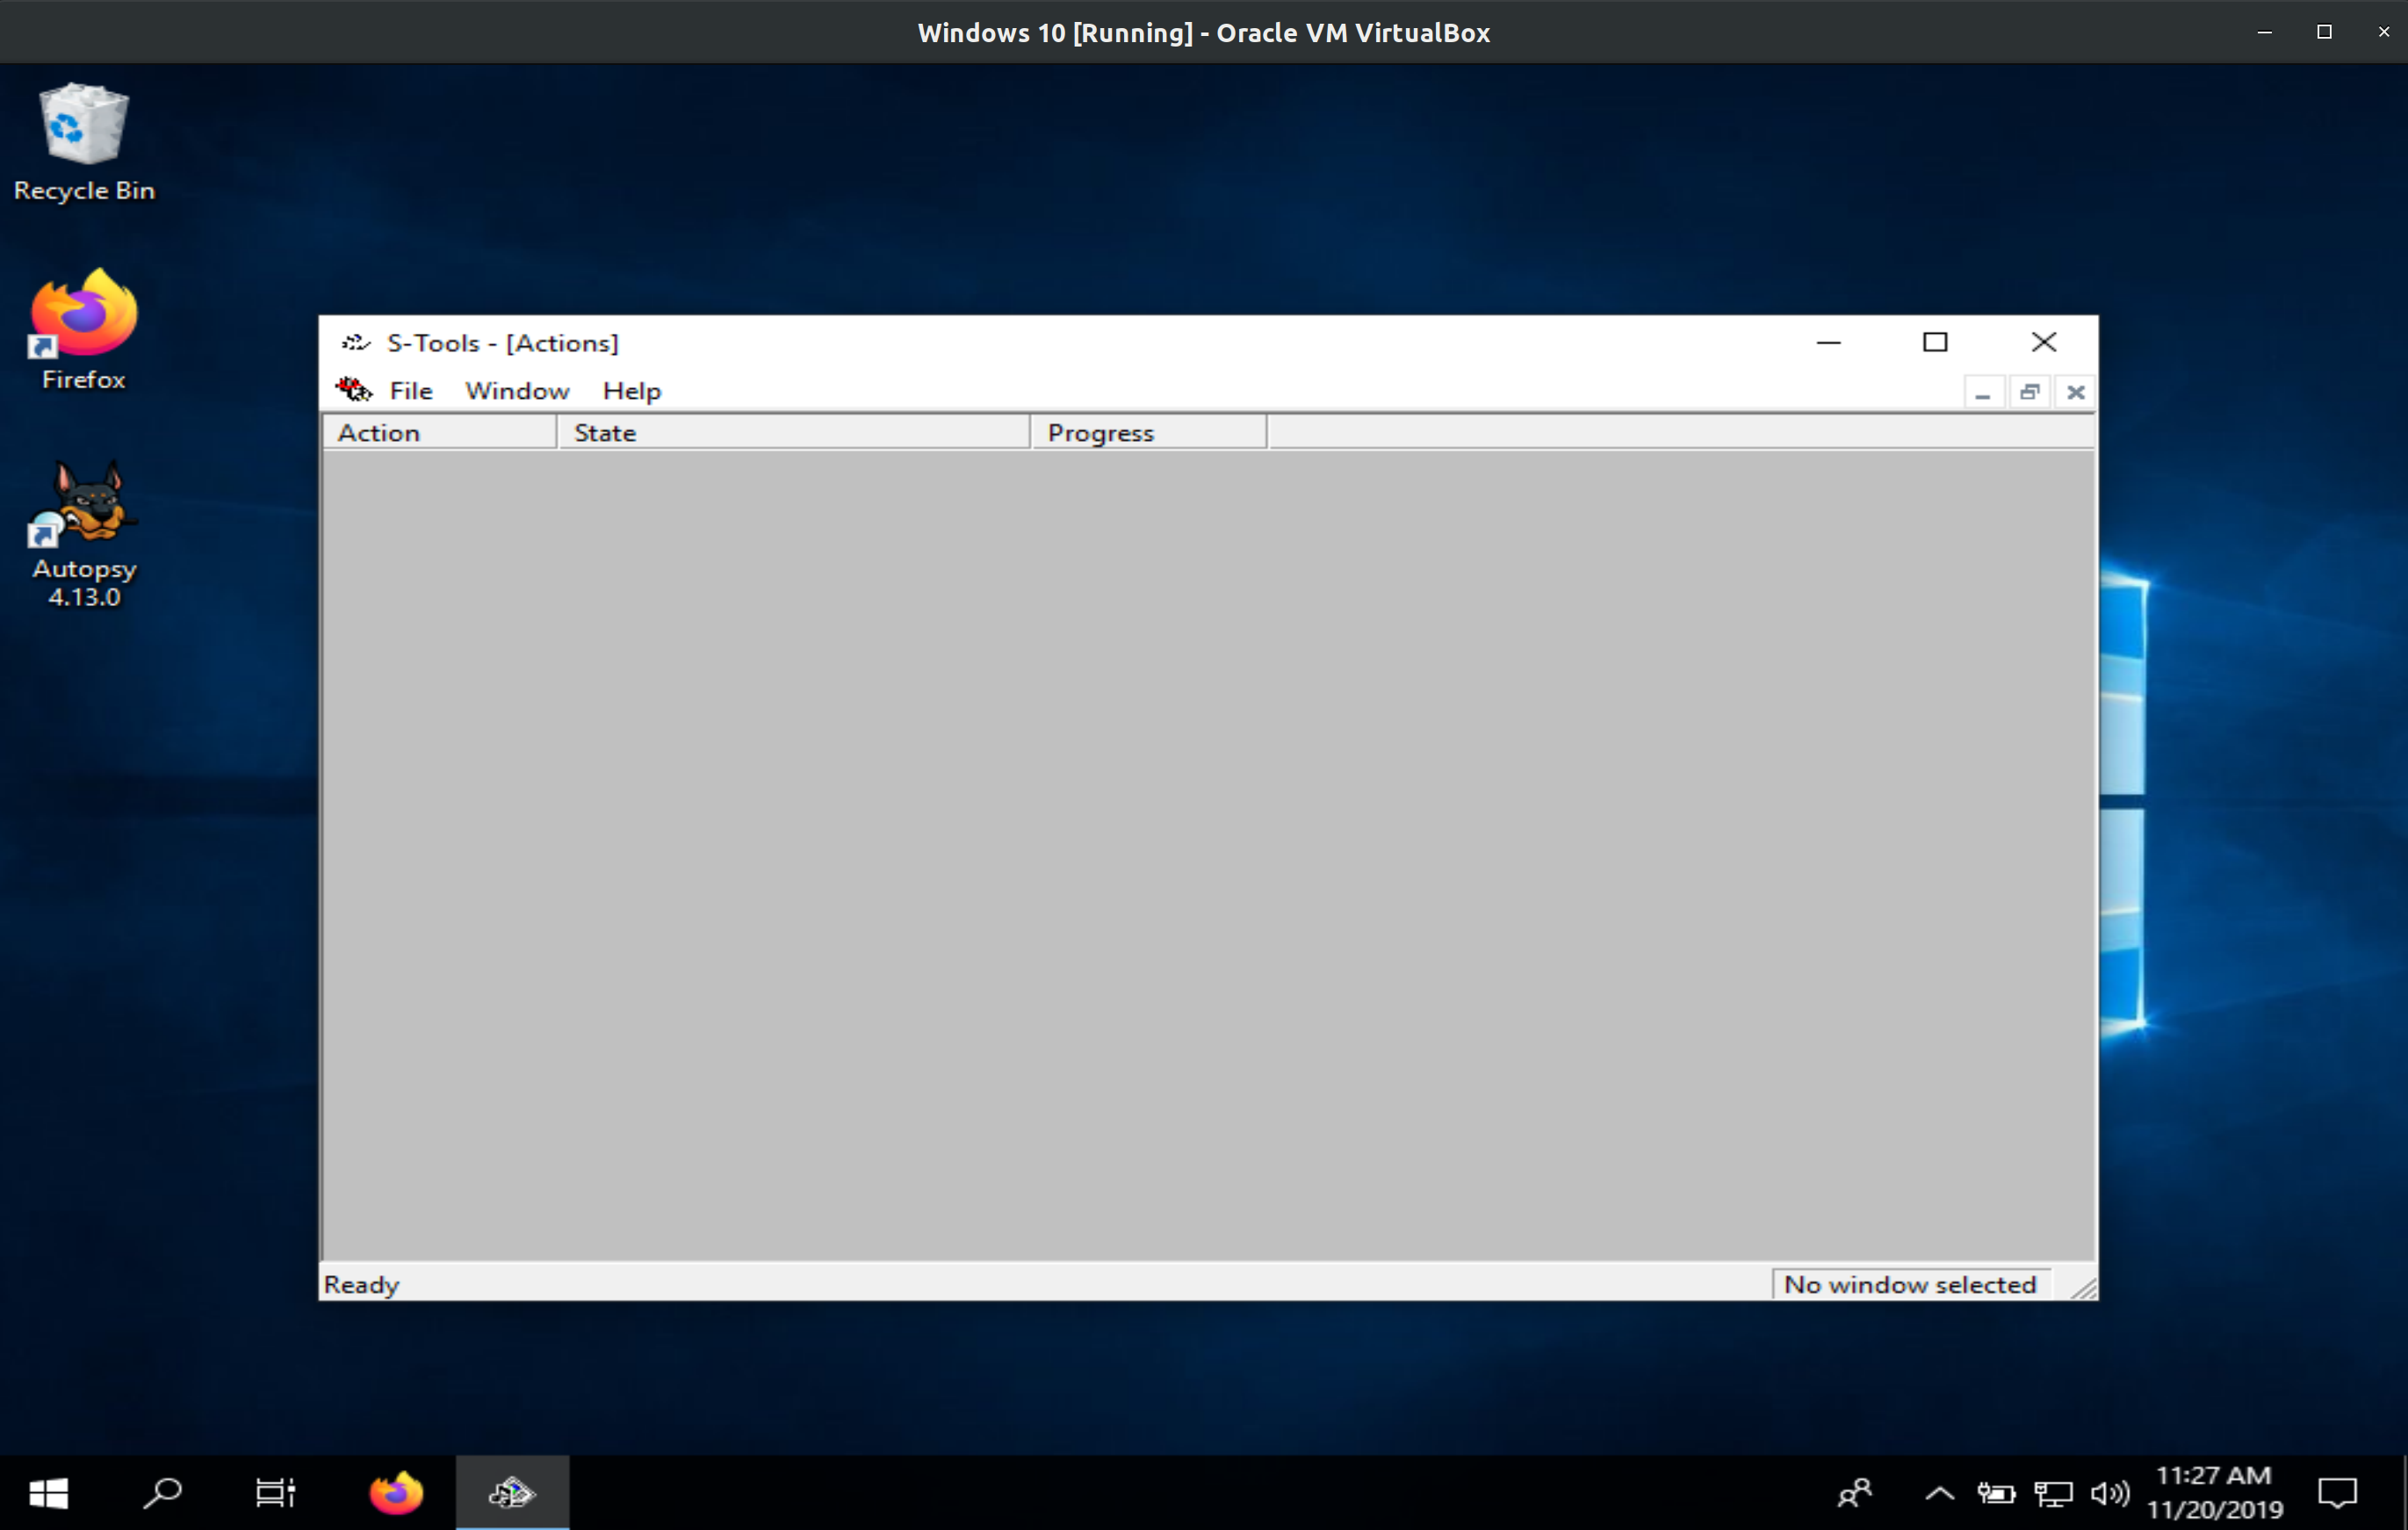 Windows 10 [Running] - Oracle VM VirtualBox
Recycle Bin
Firefox
Autopsy
4.13.0
S-Tools - [Actions]
File Window Help
Action State Progress
Ready No window selected
11:27 AM
11/20/2019